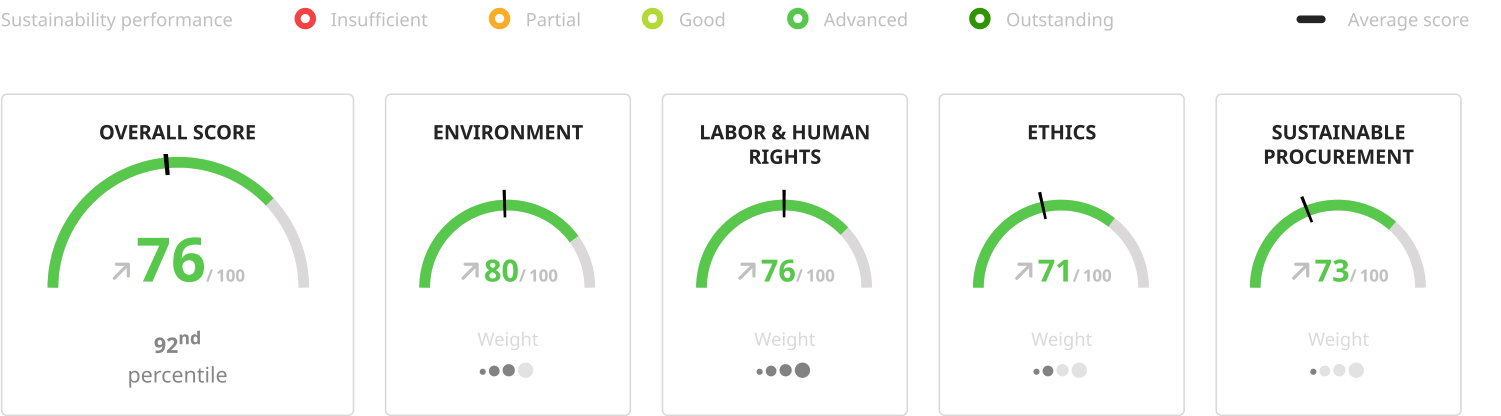 Sustainability performance Insufficient Partial Good Advanced Outstanding Average score
OVERALL SCORE
76 / 100
92nd
percentile
ENVIRONMENT
80 / 100
Weight
LABOR & HUMAN
RIGHTS
76 / 100
Weight
ETHICS
71 / 100
Weight
SUSTAINABLE
PROCUREMENT
73 / 100
Weight